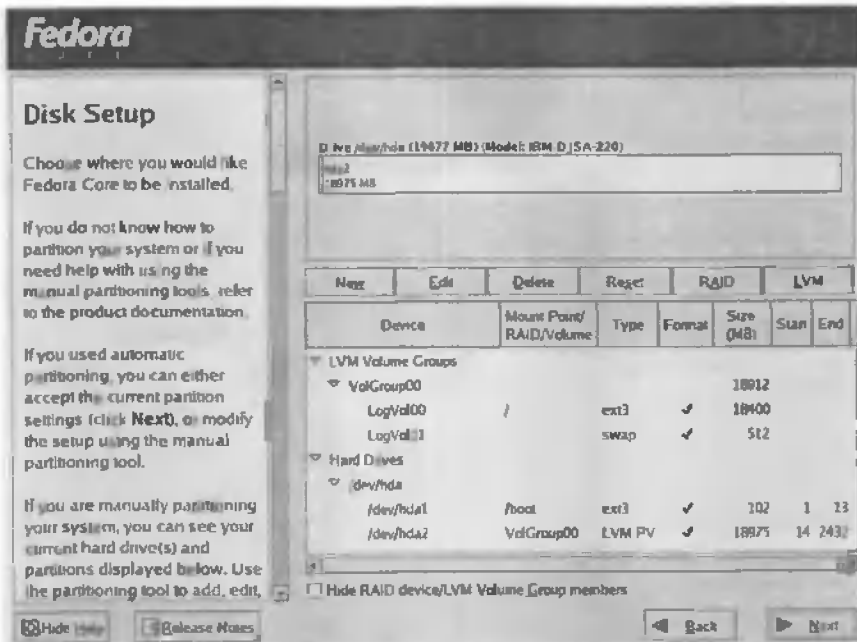 Fedora
Disk Setup
Choose where you would like
Fedora Core to be installed.
If you do not know how to
partition your system or if you
need help with using the
manual partitioning tools, refer
to the product documentation.
If you used automatic
partitioning, you can either
accept the current partition
settings (click Next), or modify
the setup using the manual
partitioning tool.
If you are manually partitioning
your system, you can see your
current hard drive(s) and
partitions displayed below. Use
the partitioning tool to add, edit,
Drive /dev/hda (19077 MB) (Model: IBM-DJSA-220)
hda2
18975 MB
New Edit Delete Reset RAID LVM
Device Mount Point/ RAID/Volume Type Format Size (MB) Start End
LVM Volume Groups
VolGroup00 18912
LogVol00 / ext3 ✓ 18400
LogVol01 swap ✓ 512
Hard Drives
/dev/hda
/dev/hda1 /boot ext3 ✓ 102 1 13
/dev/hda2 VolGroup00 LVM PV ✓ 18975 14 2432
Hide RAID device/LVM Volume Group members
Hide Help Release Notes Back Next